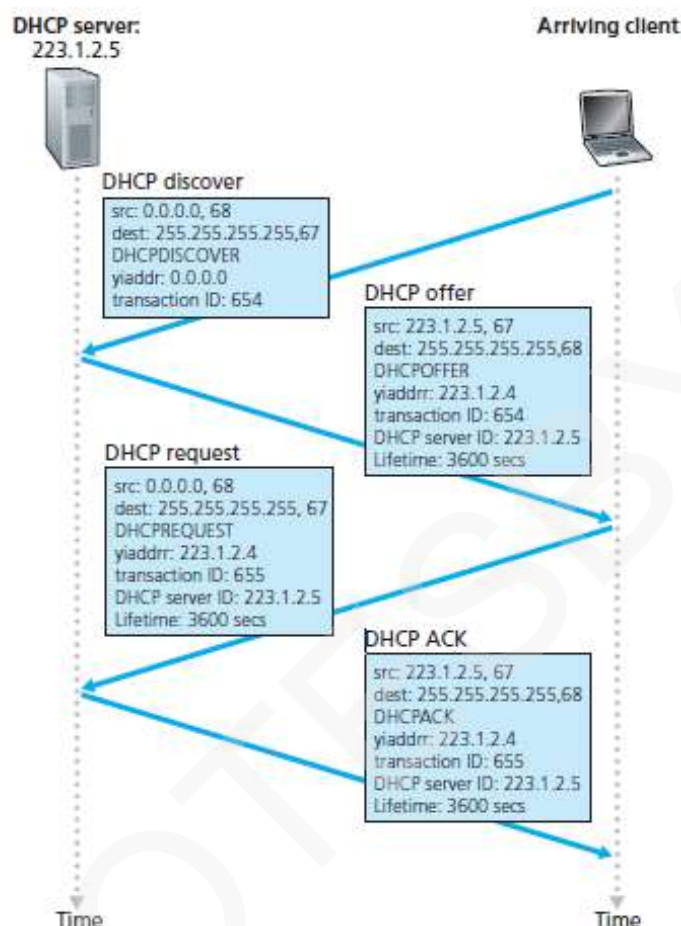 DHCP server:
223.1.2.5
Arriving client
DHCP discover
src: 0.0.0.0, 68
dest: 255.255.255.255,67
DHCPDISCOVER
yiaddr: 0.0.0.0
transaction ID: 654
DHCP offer
src: 223.1.2.5, 67
dest: 255.255.255.255,68
DHCPOFFER
yiaddrr: 223.1.2.4
transaction ID: 654
DHCP server ID: 223.1.2.5
Lifetime: 3600 secs
DHCP request
src: 0.0.0.0, 68
dest: 255.255.255.255, 67
DHCPREQUEST
yiaddrr: 223.1.2.4
transaction ID: 655
DHCP server ID: 223.1.2.5
Lifetime: 3600 secs
DHCP ACK
src: 223.1.2.5, 67
dest: 255.255.255.255,68
DHCPACK
yiaddrr: 223.1.2.4
transaction ID: 655
DHCP server ID: 223.1.2.5
Lifetime: 3600 secs
Time
Time